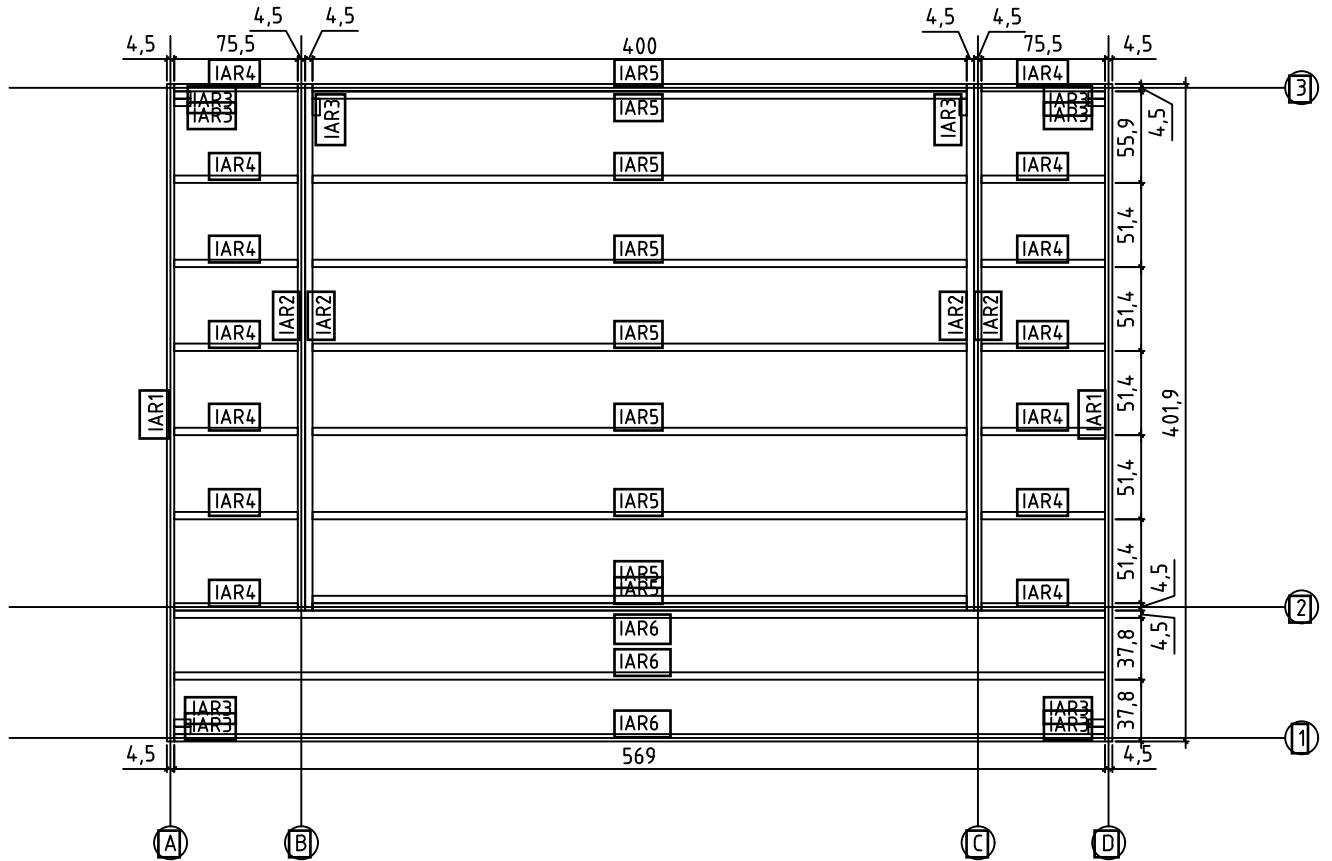 4,5 4,5 4,5 4,5
4,5 75,5 400 75,5 4,5
IAR4 IAR5 IAR4
3
IAR3 IAR3
IAR3 IAR5 IAR3
IAR3 IAR3
4,5
55,9
IAR4 IAR5 IAR4
51,4
IAR4 IAR5 IAR4
IAR2 IAR2 IAR2 IAR2
51,4
IAR4 IAR5 IAR4
IAR1 IAR1
51,4
401,9
IAR4 IAR5 IAR4
51,4
IAR4 IAR5 IAR4
51,4
IAR5
4,5
IAR4 IAR5 IAR4
2
IAR6
4,5
37,8
IAR6
IAR3 IAR3
37,8
IAR3 IAR6 IAR3
1
4,5 569 4,5
A B C D